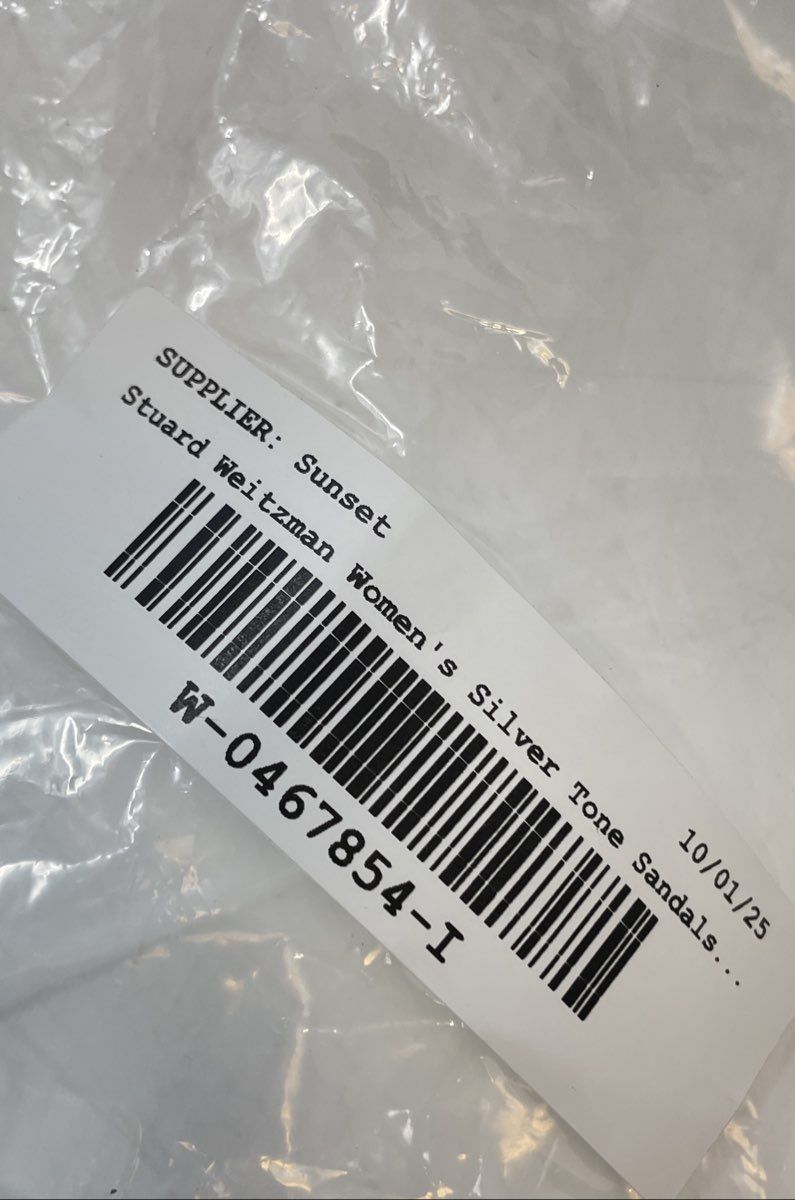 SUPPLIER: Sunset
10/01/25
Stuard Weitzman Women's Silver Tone Sandals...
W-0467854-I